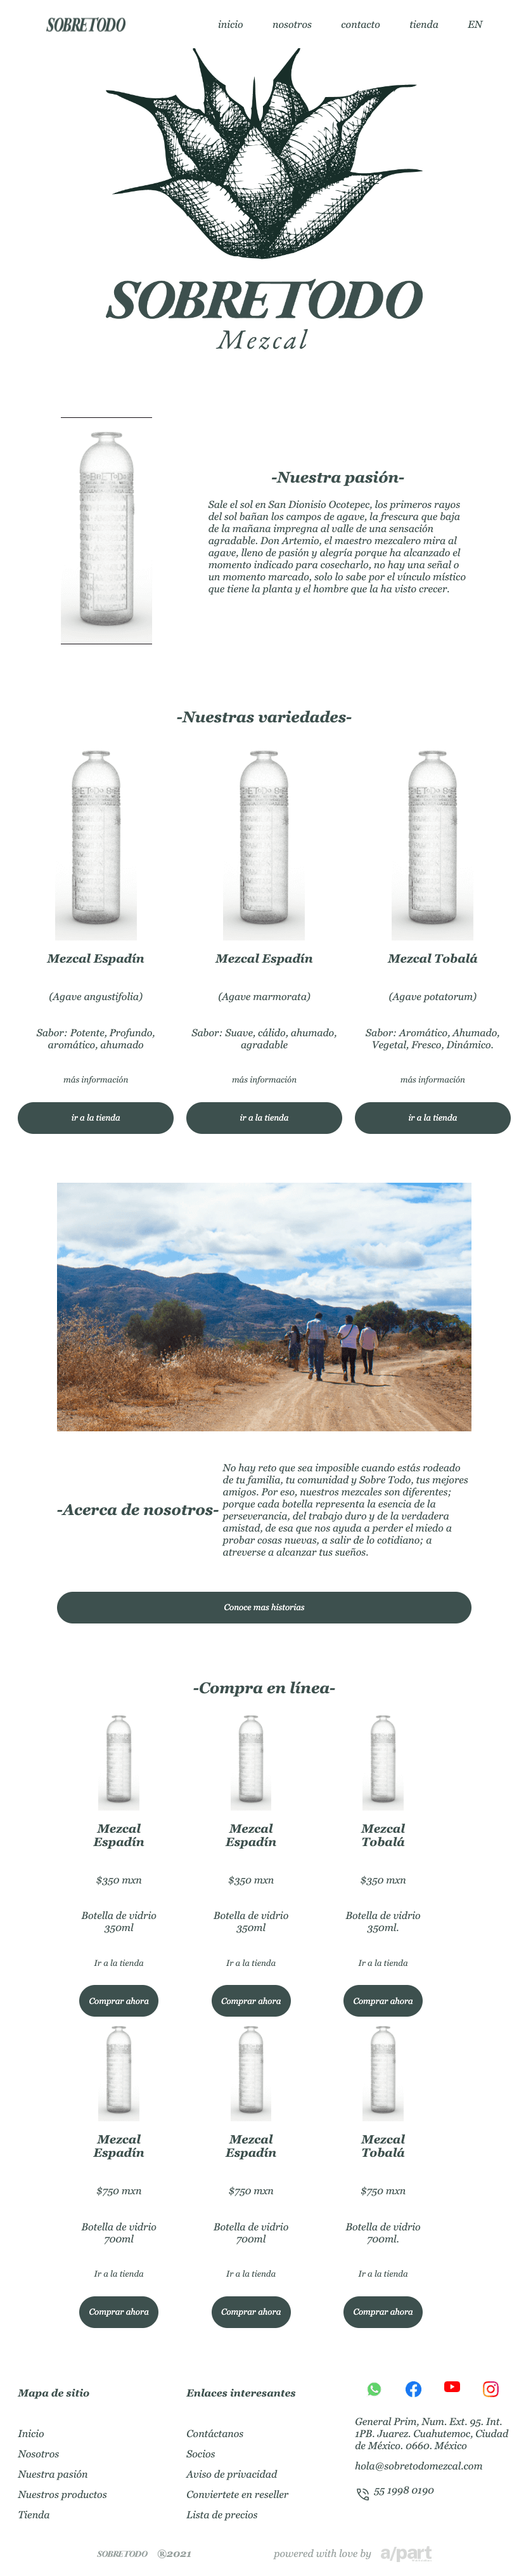 SOBRETODO
inicio nosotros contacto tienda EN
SOBRETODO
Mezcal
-Nuestra pasión-
Sale el sol en San Dionisio Ocotepec, los primeros rayos
del sol bañan los campos de agave, la frescura que baja
de la mañana impregna al valle de una sensación
agradable. Don Artemio, el maestro mezcalero mira al
agave, lleno de pasión y alegría porque ha alcanzado el
momento indicado para cosecharlo, no hay una señal o
un momento marcado, solo lo sabe por el vínculo místico
que tiene la planta y el hombre que la ha visto crecer.
-Nuestras variedades-
Mezcal Espadín
(Agave angustifolia)
Sabor: Potente, Profundo,
aromático, ahumado
más información
ir a la tienda
Mezcal Espadín
(Agave marmorata)
Sabor: Suave, cálido, ahumado,
agradable
más información
ir a la tienda
Mezcal Tobalá
(Agave potatorum)
Sabor: Aromático, Ahumado,
Vegetal, Fresco, Dinámico.
más información
ir a la tienda
-Acerca de nosotros-
No hay reto que sea imposible cuando estás rodeado
de tu familia, tu comunidad y Sobre Todo, tus mejores
amigos. Por eso, nuestros mezcales son diferentes;
porque cada botella representa la esencia de la
perseverancia, del trabajo duro y de la verdadera
amistad, de esa que nos ayuda a perder el miedo a
probar cosas nuevas, a salir de lo cotidiano; a
atreverse a alcanzar tus sueños.
Conoce mas historias
-Compra en línea-
Mezcal
Espadín
$350 mxn
Botella de vidrio
350ml
Ir a la tienda
Comprar ahora
Mezcal
Espadín
$350 mxn
Botella de vidrio
350ml
Ir a la tienda
Comprar ahora
Mezcal
Tobalá
$350 mxn
Botella de vidrio
350ml.
Ir a la tienda
Comprar ahora
Mezcal
Espadín
$750 mxn
Botella de vidrio
700ml
Ir a la tienda
Comprar ahora
Mezcal
Espadín
$750 mxn
Botella de vidrio
700ml
Ir a la tienda
Comprar ahora
Mezcal
Tobalá
$750 mxn
Botella de vidrio
700ml.
Ir a la tienda
Comprar ahora
Mapa de sitio
Inicio
Nosotros
Nuestra pasión
Nuestros productos
Tienda
Enlaces interesantes
Contáctanos
Socios
Aviso de privacidad
Conviertete en reseller
Lista de precios
General Prim, Num. Ext. 95. Int.
1PB. Juarez. Cuahutemoc, Ciudad
de México. 0660. México
hola@sobretodomezcal.com
55 1998 0190
SOBRETODO ®2021
powered with love by a/part